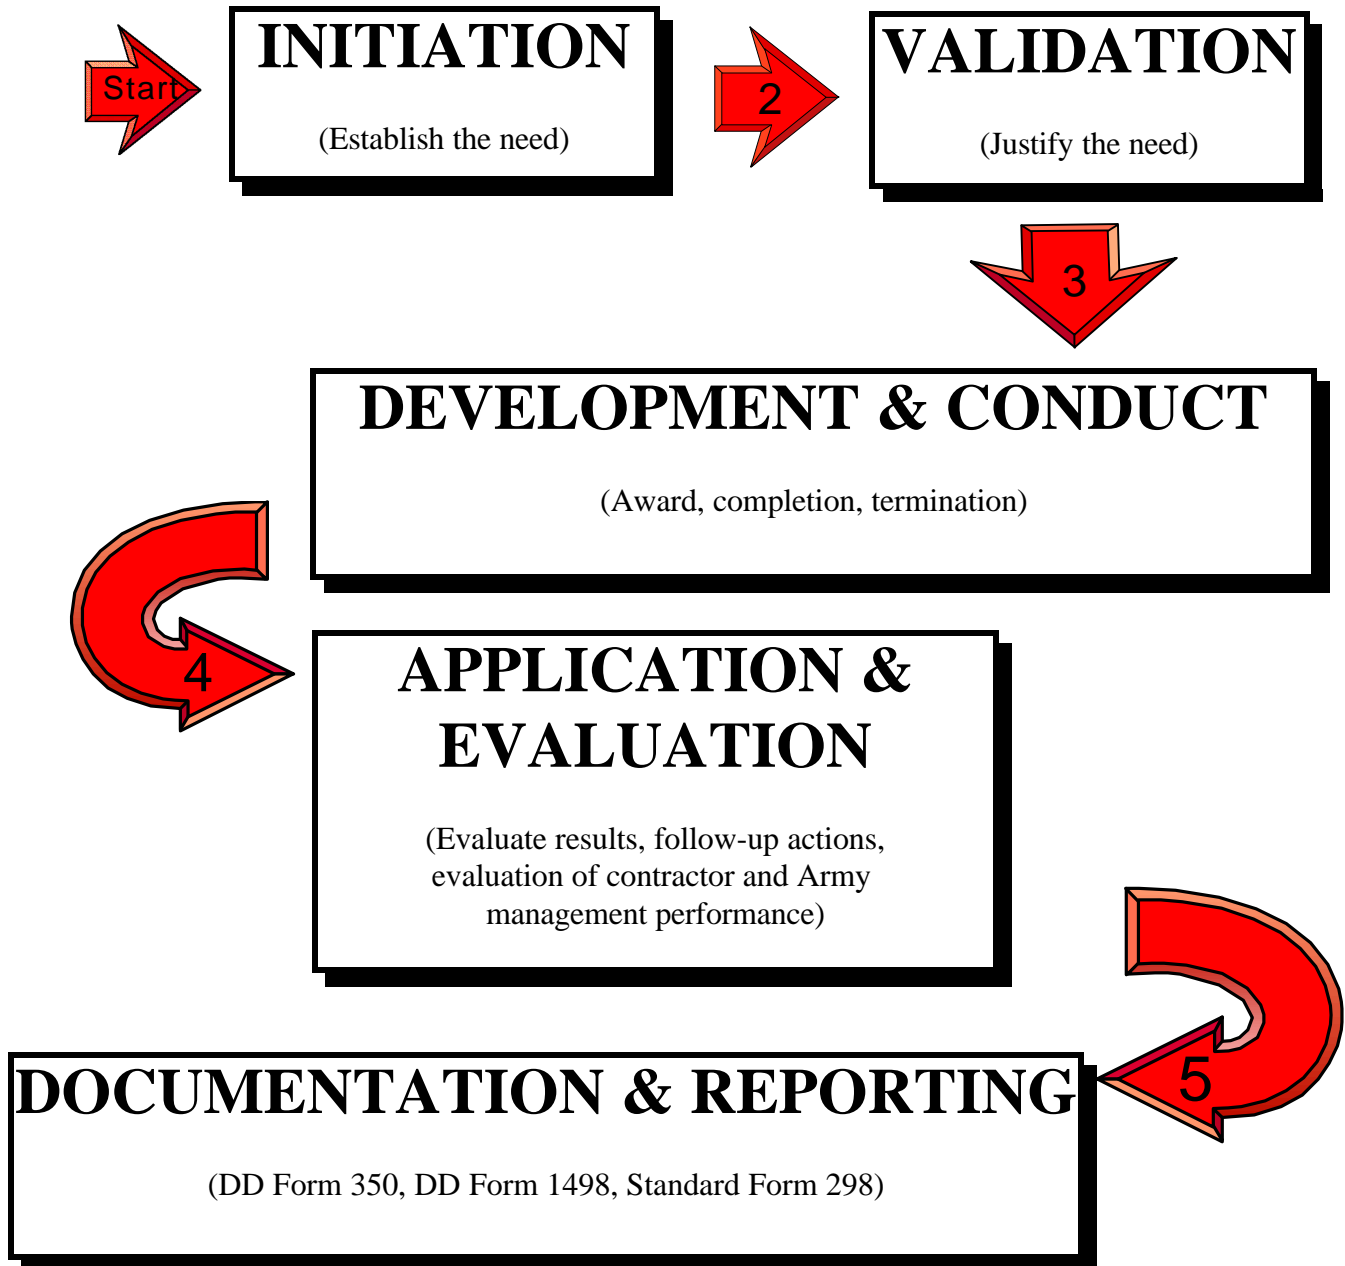 Start
INITIATION
(Establish the need)
2
VALIDATION
(Justify the need)
3
DEVELOPMENT & CONDUCT
(Award, completion, termination)
4
APPLICATION &
EVALUATION
(Evaluate results, follow-up actions,
evaluation of contractor and Army
management performance)
5
DOCUMENTATION & REPORTING
(DD Form 350, DD Form 1498, Standard Form 298)